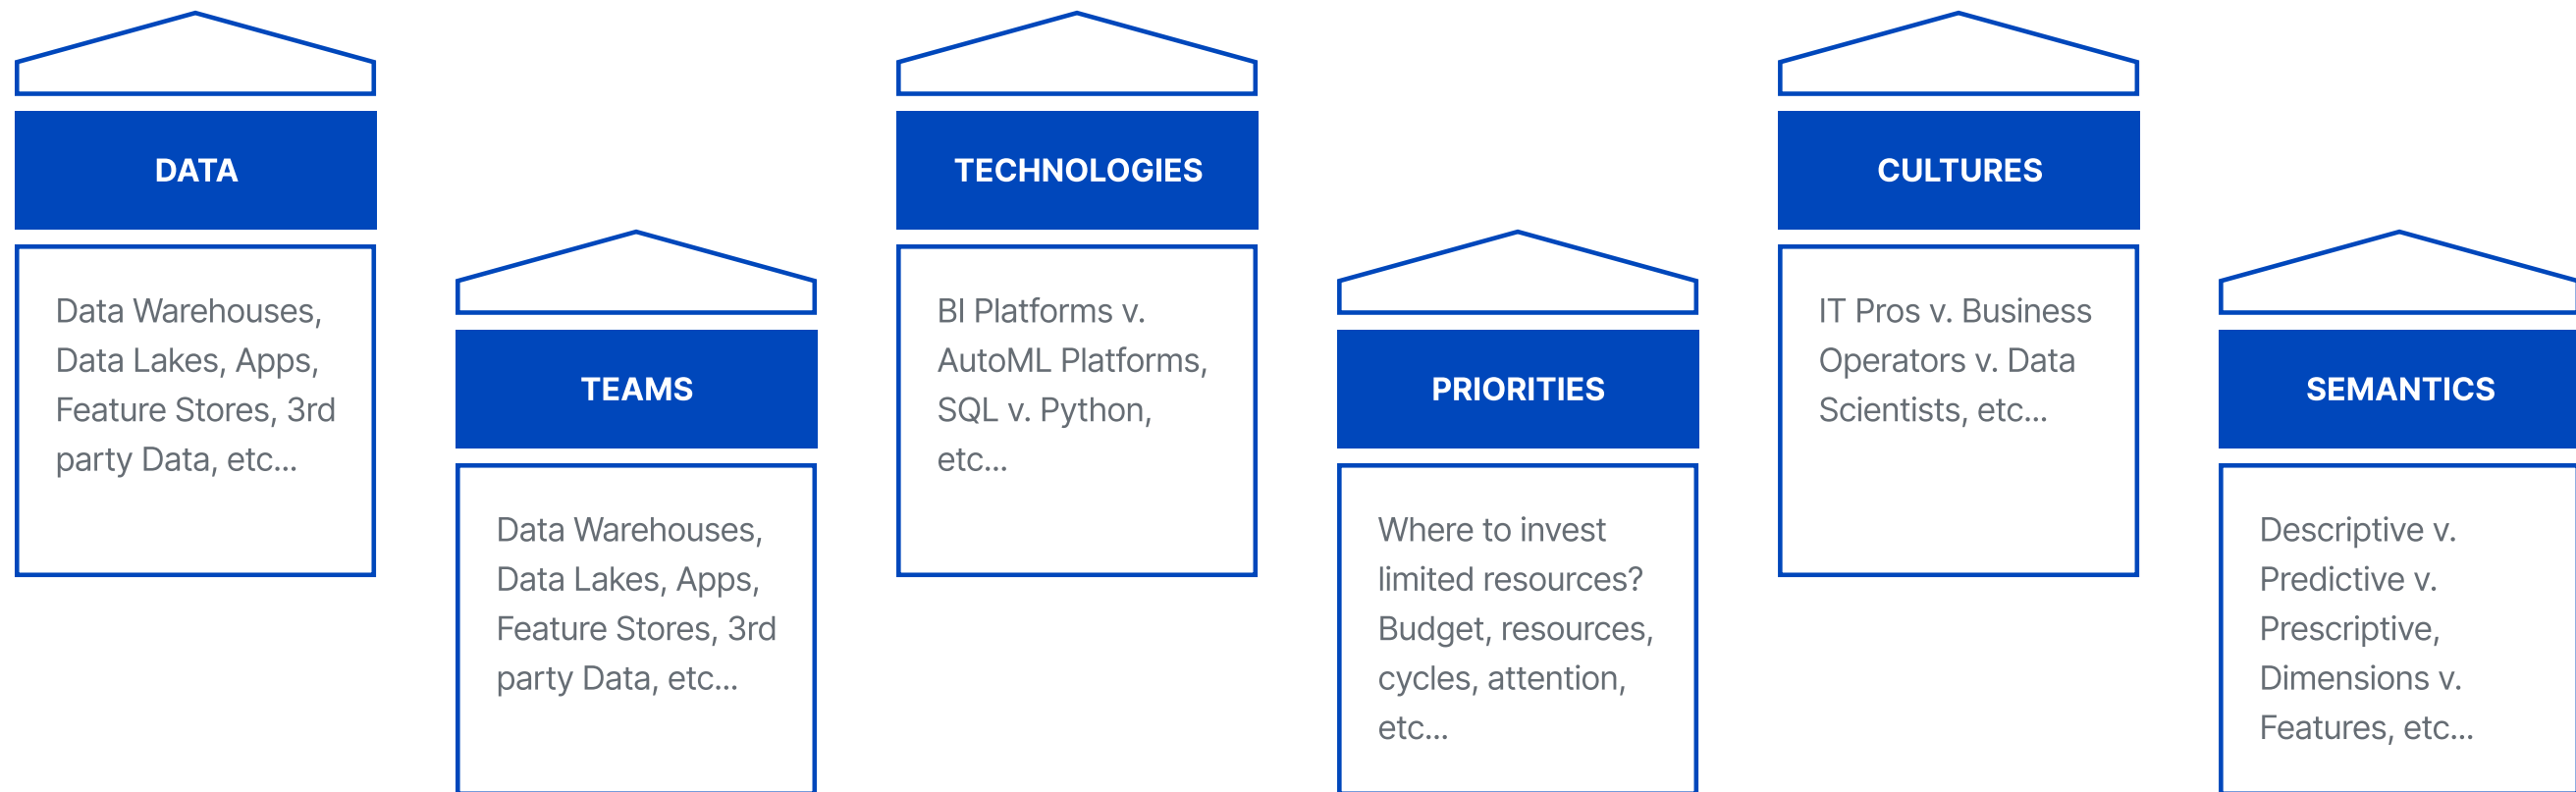 DATA
Data Warehouses,
Data Lakes, Apps,
Feature Stores, 3rd
party Data, etc...
TEAMS
Data Warehouses,
Data Lakes, Apps,
Feature Stores, 3rd
party Data, etc...
TECHNOLOGIES
BI Platforms v.
AutoML Platforms,
SQL v. Python,
etc...
PRIORITIES
Where to invest
limited resources?
Budget, resources,
cycles, attention,
etc...
CULTURES
IT Pros v. Business
Operators v. Data
Scientists, etc...
SEMANTICS
Descriptive v.
Predictive v.
Prescriptive,
Dimensions v.
Features, etc...